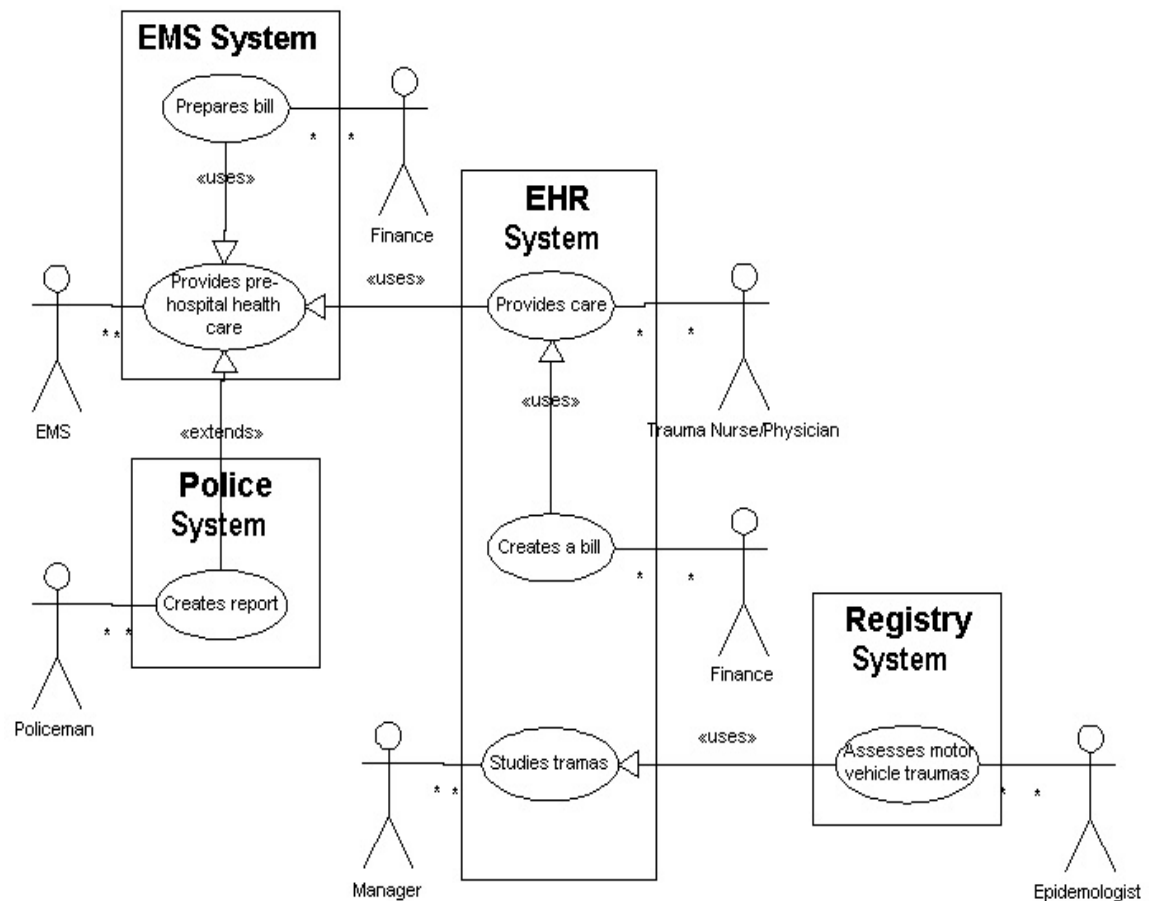 EMS System
Prepares bill
* *
«uses»
Finance
EHR
System
«uses»
Provides pre-
hospital health
care
Provides care
* *
* *
EMS
«uses»
Trauma Nurse/Physician
«extends»
Police
System
Creates a bill
* *
Creates report
* *
Registry
System
Finance
Policeman
«uses»
Studies tramas
Assesses motor
vehicle traumas
* *
* *
Manager
Epidemologist